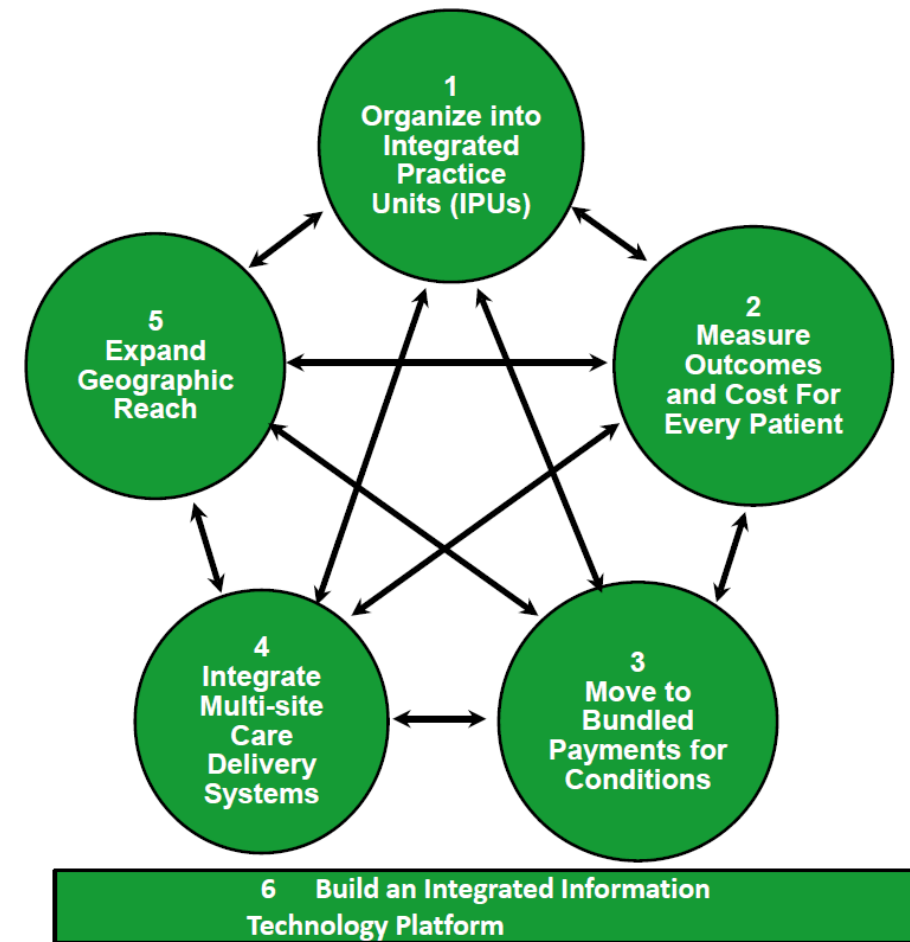 1
Organize into
Integrated
Practice
Units (IPUs)
2
Measure
Outcomes
and Cost For
Every Patient
3
Move to
Bundled
Payments for
Conditions
4
Integrate
Multi-site
Care
Delivery
Systems
5
Expand
Geographic
Reach
6 Build an Integrated Information
Technology Platform